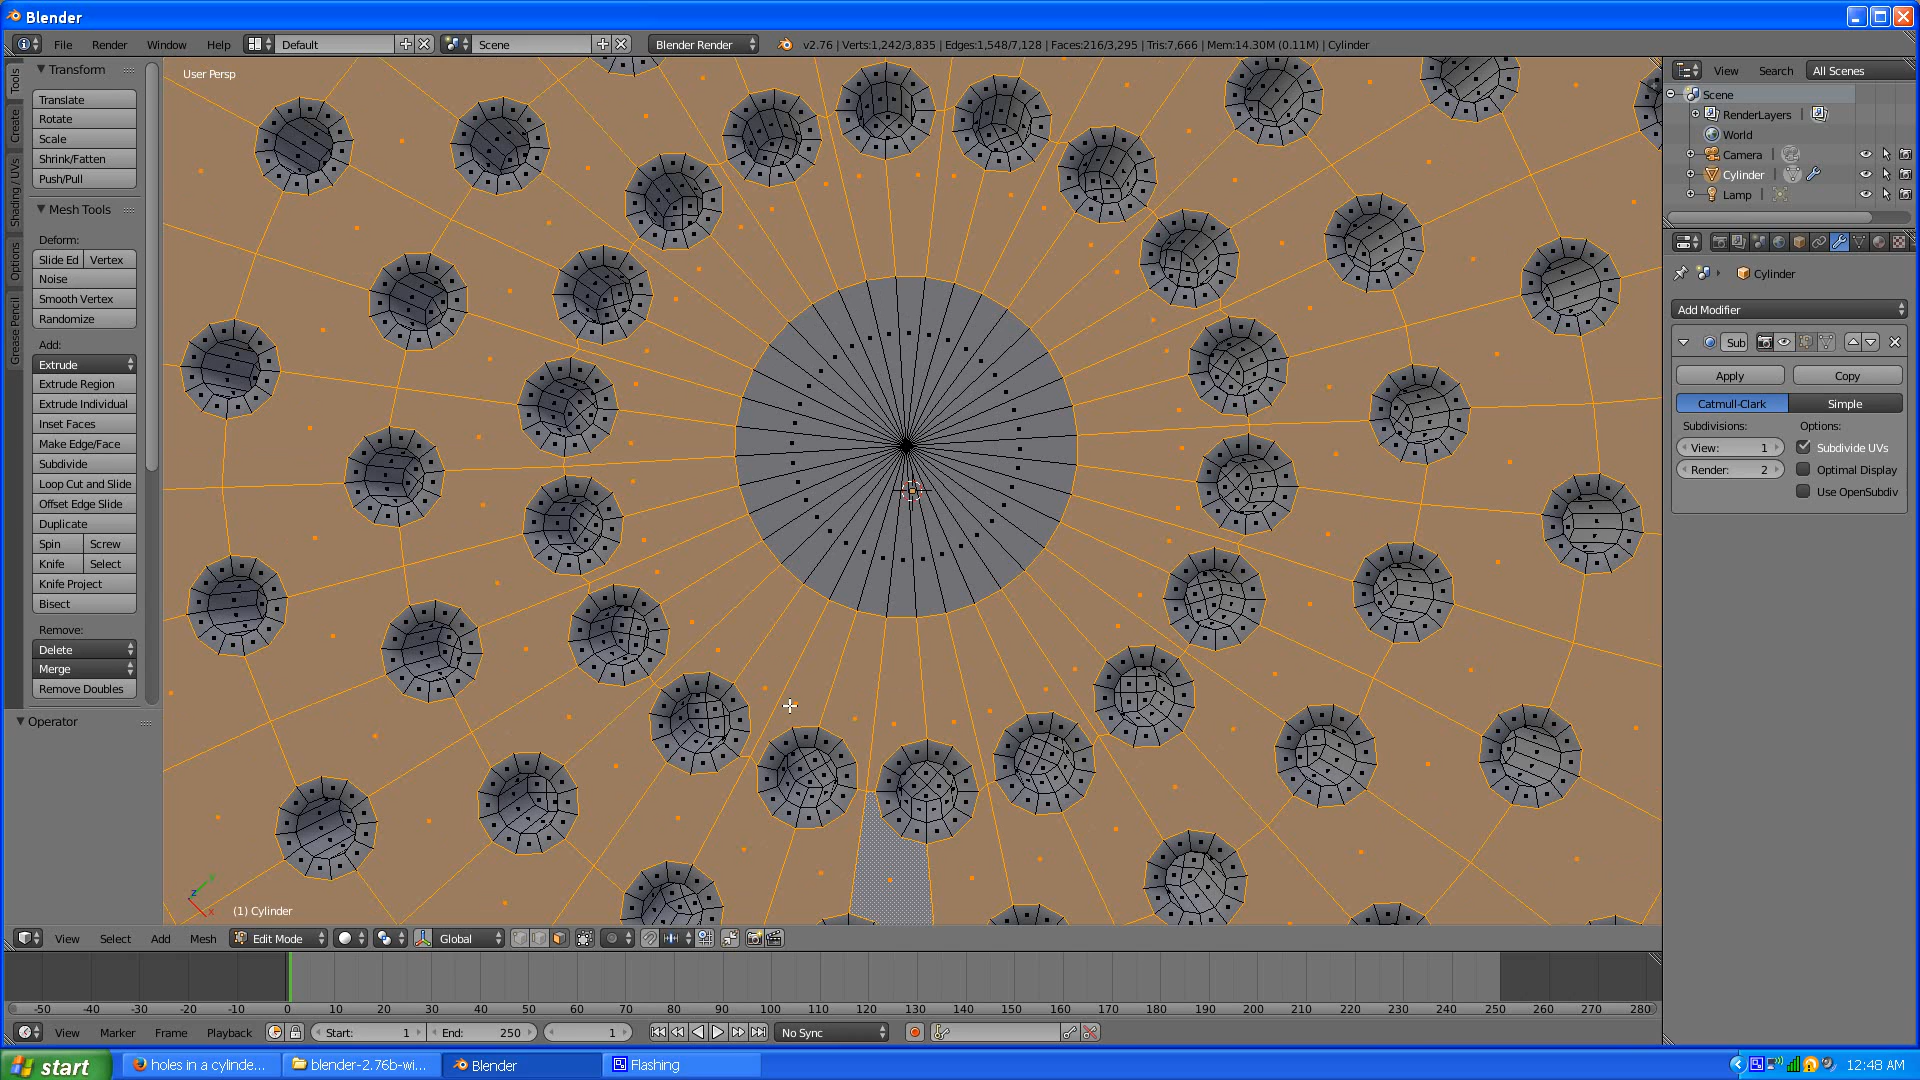 Blender
File Render Window Help Default Scene Blender Render v2.76 | Verts:1,242/3,835 | Edges:1,548/7,128 | Faces:216/3,295 | Tris:7,666 | Mem:14.30M (0.11M) | Cylinder
Tools
Create
Shading / UVs
Options
Grease Pencil
Transform
Translate
Rotate
Scale
Shrink/Fatten
Push/Pull
Mesh Tools
Deform:
Slide Ed Vertex
Noise
Smooth Vertex
Randomize
Add:
Extrude
Extrude Region
Extrude Individual
Inset Faces
Make Edge/Face
Subdivide
Loop Cut and Slide
Offset Edge Slide
Duplicate
Spin Screw
Knife Select
Knife Project
Bisect
Remove:
Delete
Merge
Remove Doubles
Operator
User Persp
(1) Cylinder
View Search All Scenes
Scene
RenderLayers
World
Camera
Cylinder
Lamp
Cylinder
Add Modifier
Sub
Apply Copy
Catmull-Clark Simple
Subdivisions: Options:
View: 1 Subdivide UVs
Render: 2 Optimal Display
Use OpenSubdiv
View Select Add Mesh Edit Mode Global
-50 -40 -30 -20 -10 0 10 20 30 40 50 60 70 80 90 100 110 120 130 140 150 160 170 180 190 200 210 220 230 240 250 260 270 280
View Marker Frame Playback Start: 1 End: 250 1 No Sync
start holes in a cylinde... blender-2.76b-wi... Blender Flashing 12:48 AM